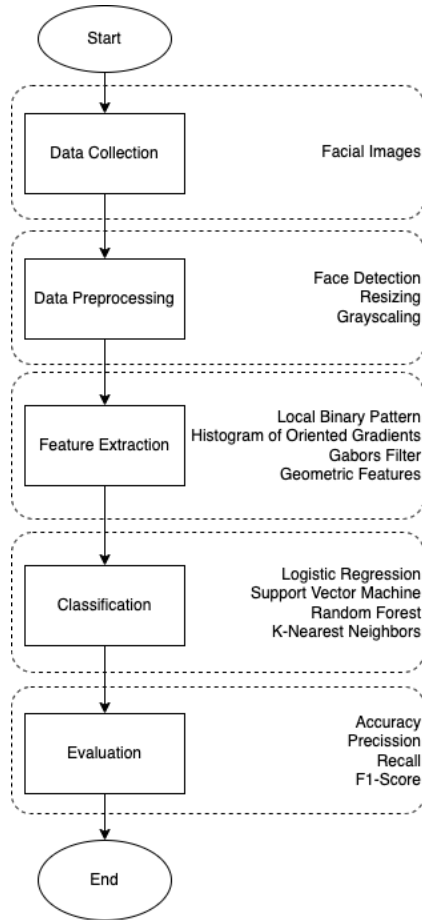 Start
Data Collection
Facial Images
Data Preprocessing
Face Detection
Resizing
Grayscaling
Feature Extraction
Local Binary Pattern
Histogram of Oriented Gradients
Gabors Filter
Geometric Features
Classification
Logistic Regression
Support Vector Machine
Random Forest
K-Nearest Neighbors
Evaluation
Accuracy
Precission
Recall
F1-Score
End